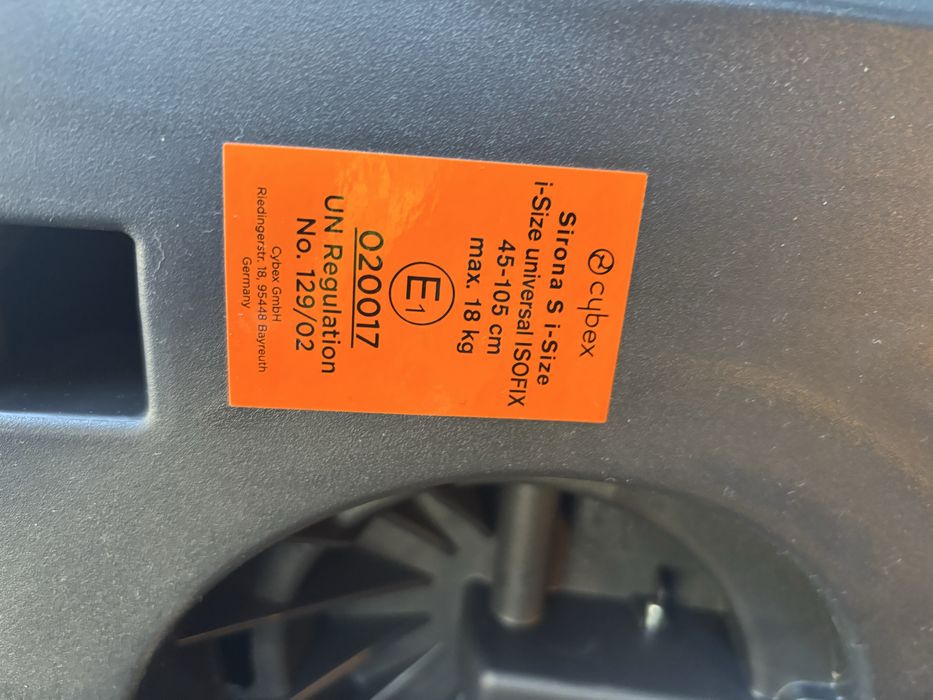 cybex
Sirona S i-Size
i-Size universal ISOFIX
45-105 cm
max. 18 kg
E1
020017
UN Regulation
No. 129/02
Cybex GmbH
Riedingerstr. 18, 95448 Bayreuth
Germany